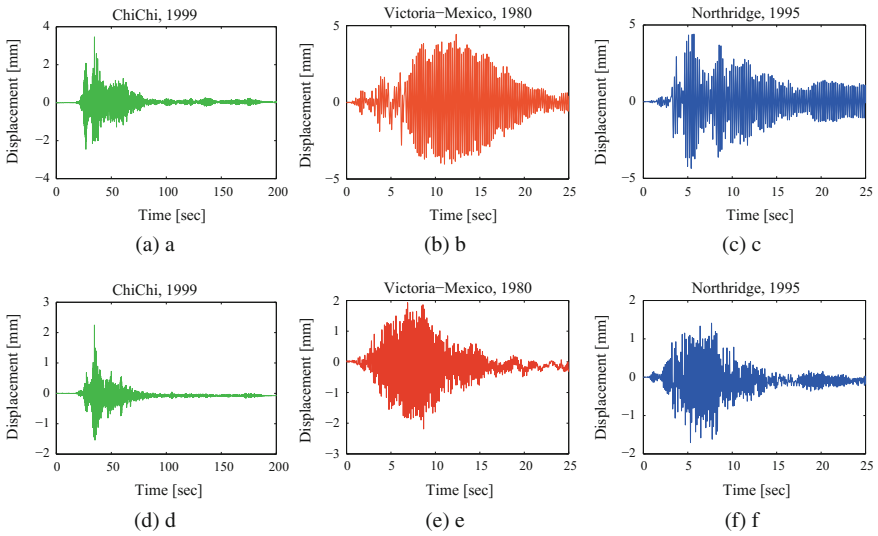 ChiChi, 1999
Victoria−Mexico, 1980
Northridge, 1995
Displacement [mm]
4
2
0
−2
−4
0
50
100
150
200
Time [sec]
(a) a
Displacement [mm]
5
0
−5
0
5
10
15
20
25
Time [sec]
(b) b
Displacement [mm]
5
0
−5
0
5
10
15
20
25
Time [sec]
(c) c
ChiChi, 1999
Victoria−Mexico, 1980
Northridge, 1995
Displacement [mm]
3
2
1
0
−1
−2
0
50
100
150
200
Time [sec]
(d) d
Displacement [mm]
2
1
0
−1
−2
−3
0
5
10
15
20
25
Time [sec]
(e) e
Displacement [mm]
2
1
0
−1
−2
0
5
10
15
20
25
Time [sec]
(f) f